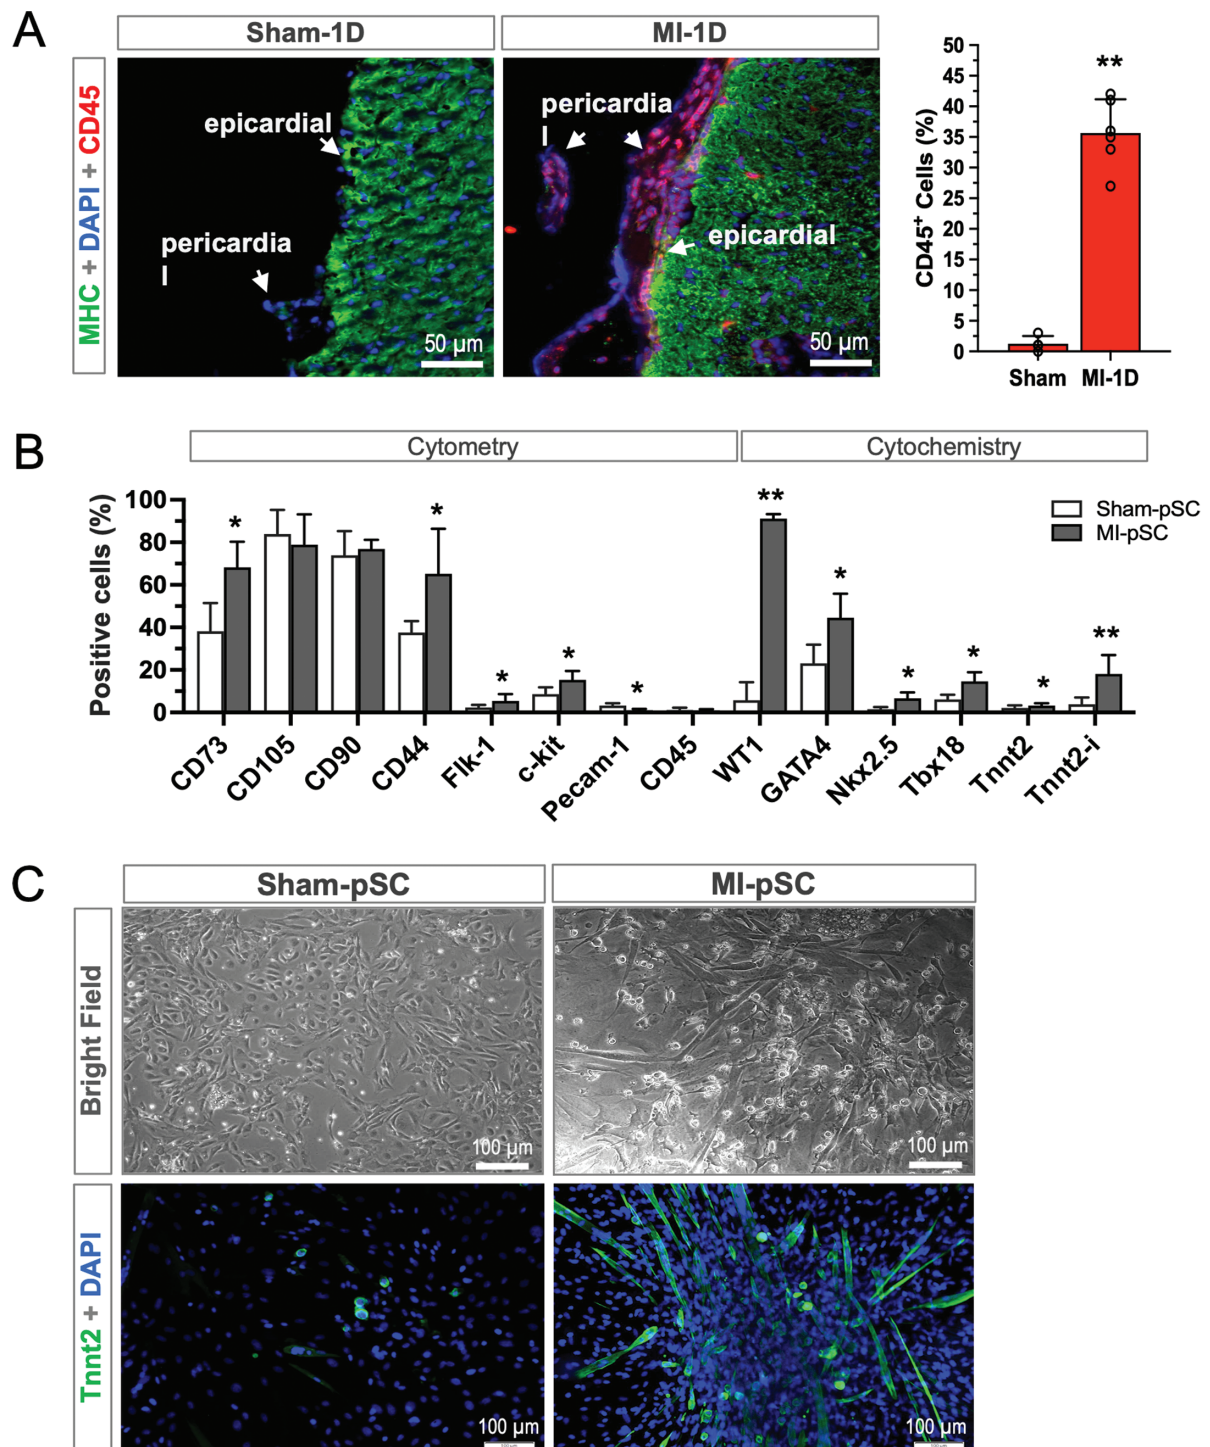 A
Sham-1D
MI-1D
MHC + DAPI + CD45
epicardial
pericardia
l
50 µm
pericardia
l
epicardial
50 µm
CD45+ Cells (%)
50
45
40
35
30
25
20
15
10
5
0
**
Sham
MI-1D
B
Cytometry
Cytochemistry
Positive cells (%)
100
80
60
40
20
0
*
*
*
*
*
**
*
*
*
*
**
Sham-pSC
MI-pSC
CD73
CD105
CD90
CD44
Flk-1
c-kit
Pecam-1
CD45
WT1
GATA4
Nkx2.5
Tbx18
Tnnt2
Tnnt2-i
C
Sham-pSC
MI-pSC
Bright Field
100 µm
100 µm
Tnnt2 + DAPI
100 µm
100 µm